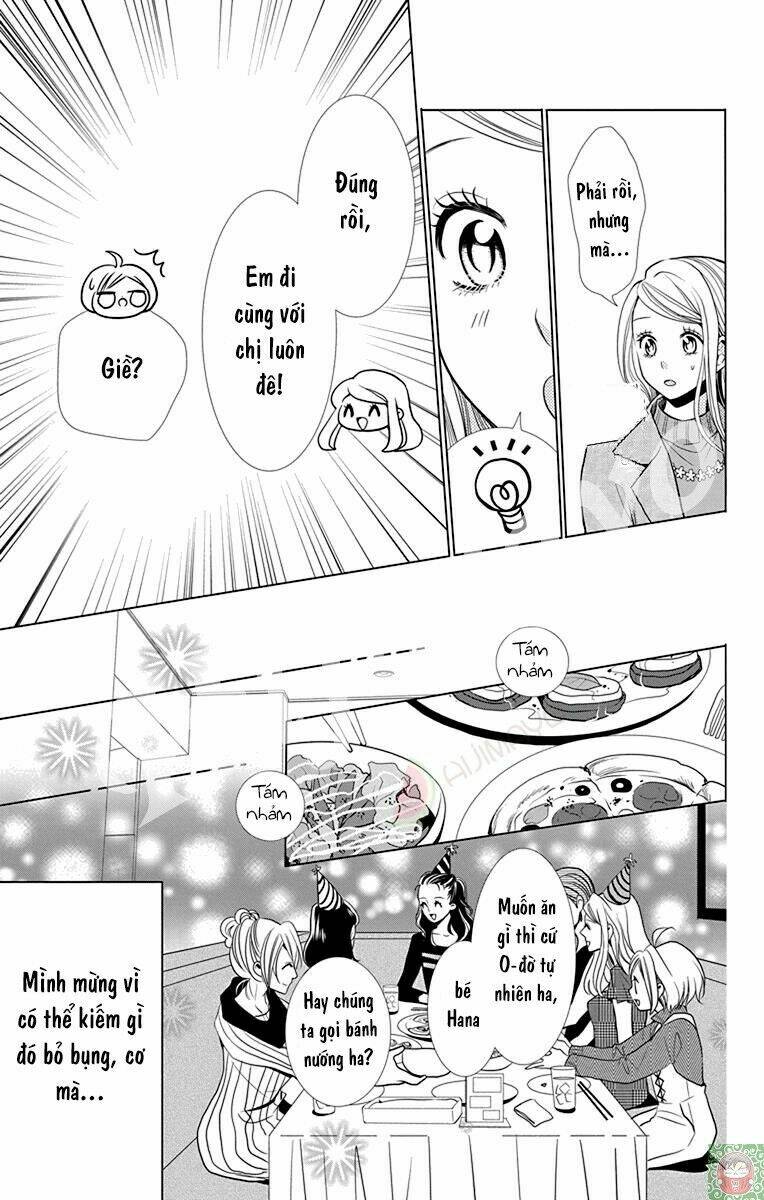 Phải rồi,
nhưng
mà...
Đúng
rồi,
Em đi
cùng với
chị luôn
đê!
Giề?
Tám
nhảm
Tám
nhảm
Muốn ăn
gì thì cứ
O-đờ tự
nhiên ha,
bé
Hana
Hay chúng
ta gọi bánh
nướng ha?
Mình mừng vì
có thể kiếm gì
đó bỏ bụng, cơ
mà...